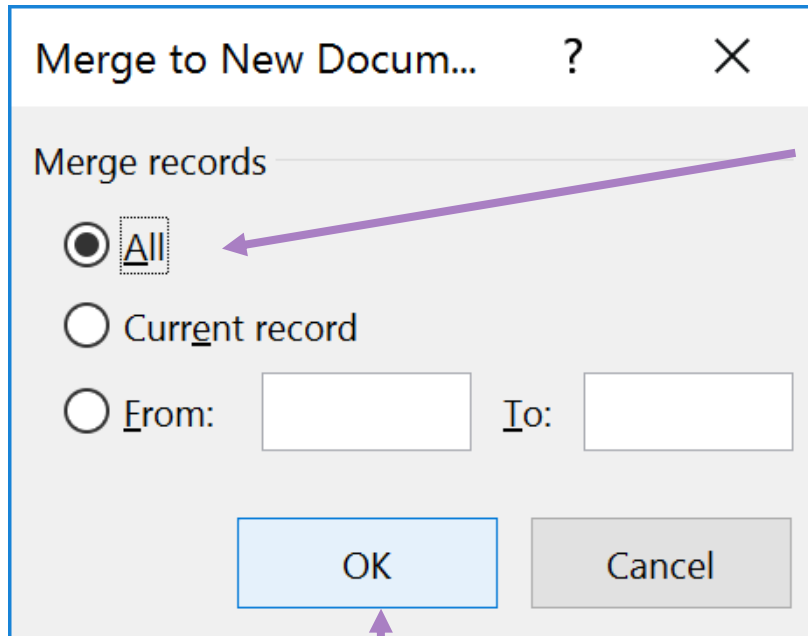 Merge to New Docum... ?
Merge records
All
Current record
From: To:
OK Cancel